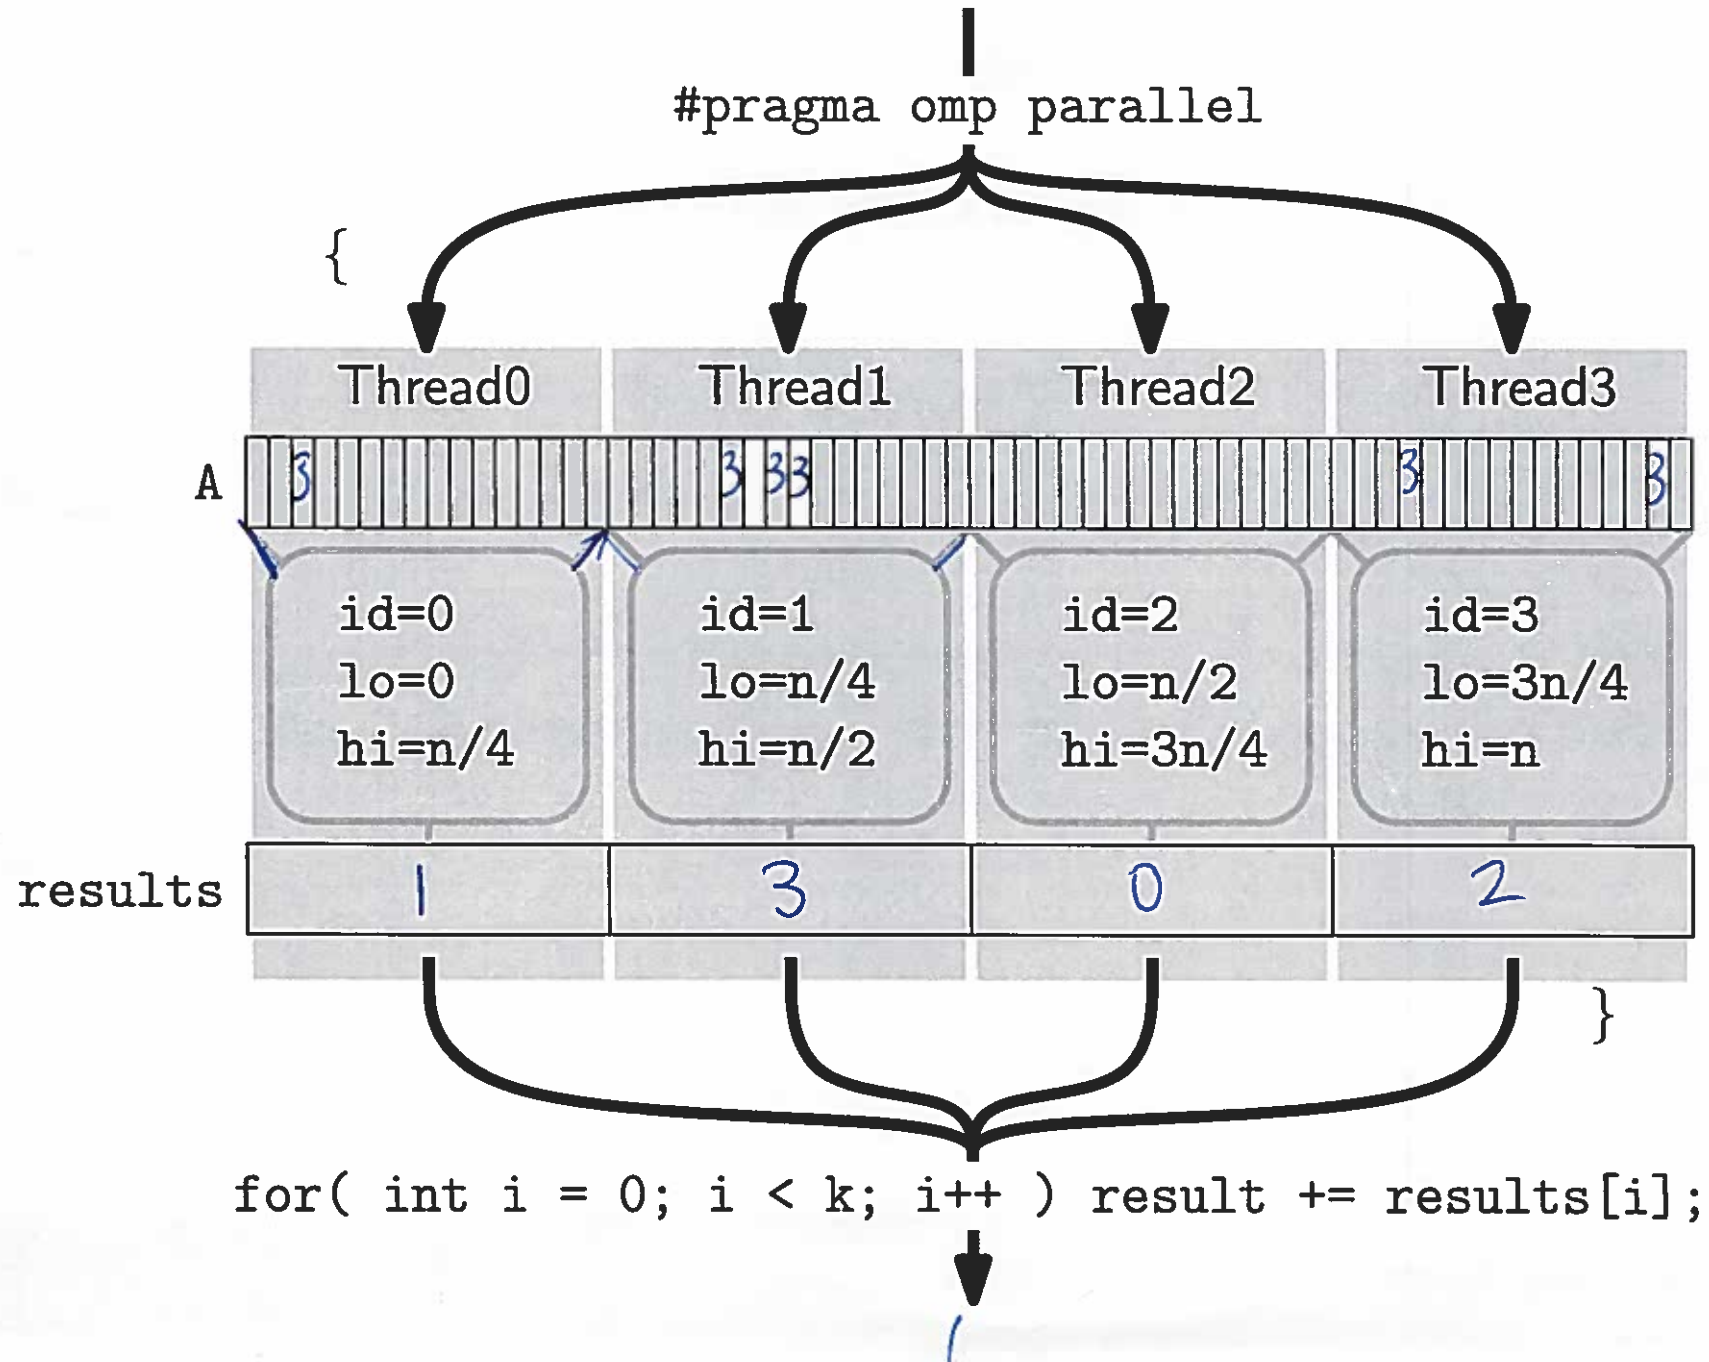 #pragma omp parallel
{
Thread0 Thread1 Thread2 Thread3
A 3 3 3 3 3 3
id=0 id=1 id=2 id=3
lo=0 lo=n/4 lo=n/2 lo=3n/4
hi=n/4 hi=n/2 hi=3n/4 hi=n
results 1 3 0 2
}
for( int i = 0; i < k; i++ ) result += results[i];